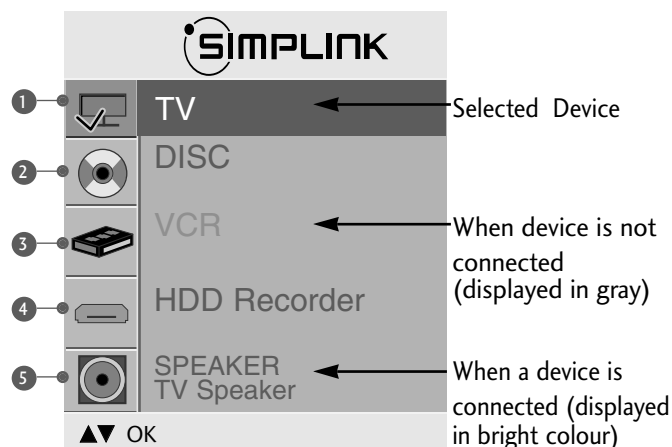 SIMPLINK
1 TV Selected Device
2 DISC
3 VCR When device is not
connected
(displayed in gray)
4 HDD Recorder
5 SPEAKER
TV Speaker
When a device is
connected (displayed
in bright colour)
▲▼ OK